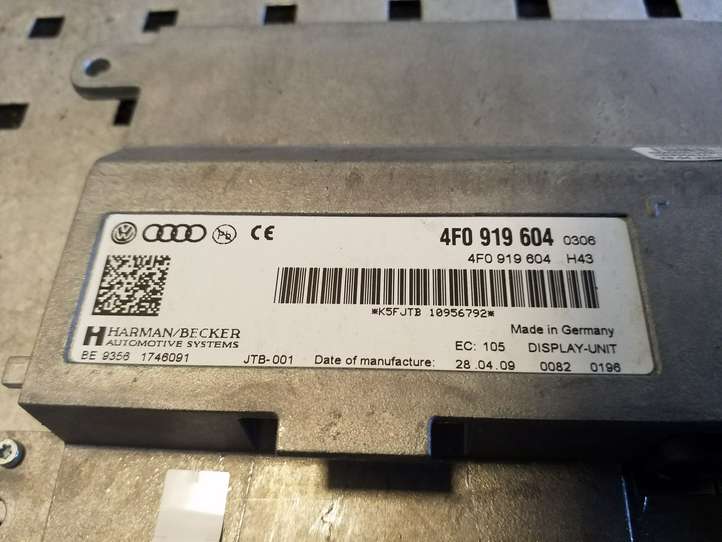 4F0 919 604 0306
4F0 919 604 H43
*K5FJTB 10956792*
HARMAN/BECKER
AUTOMOTIVE SYSTEMS
Made in Germany
EC: 105 DISPLAY-UNIT
BE 9356 1746091 JTB-001 Date of manufacture: 28.04.09 0082 0196